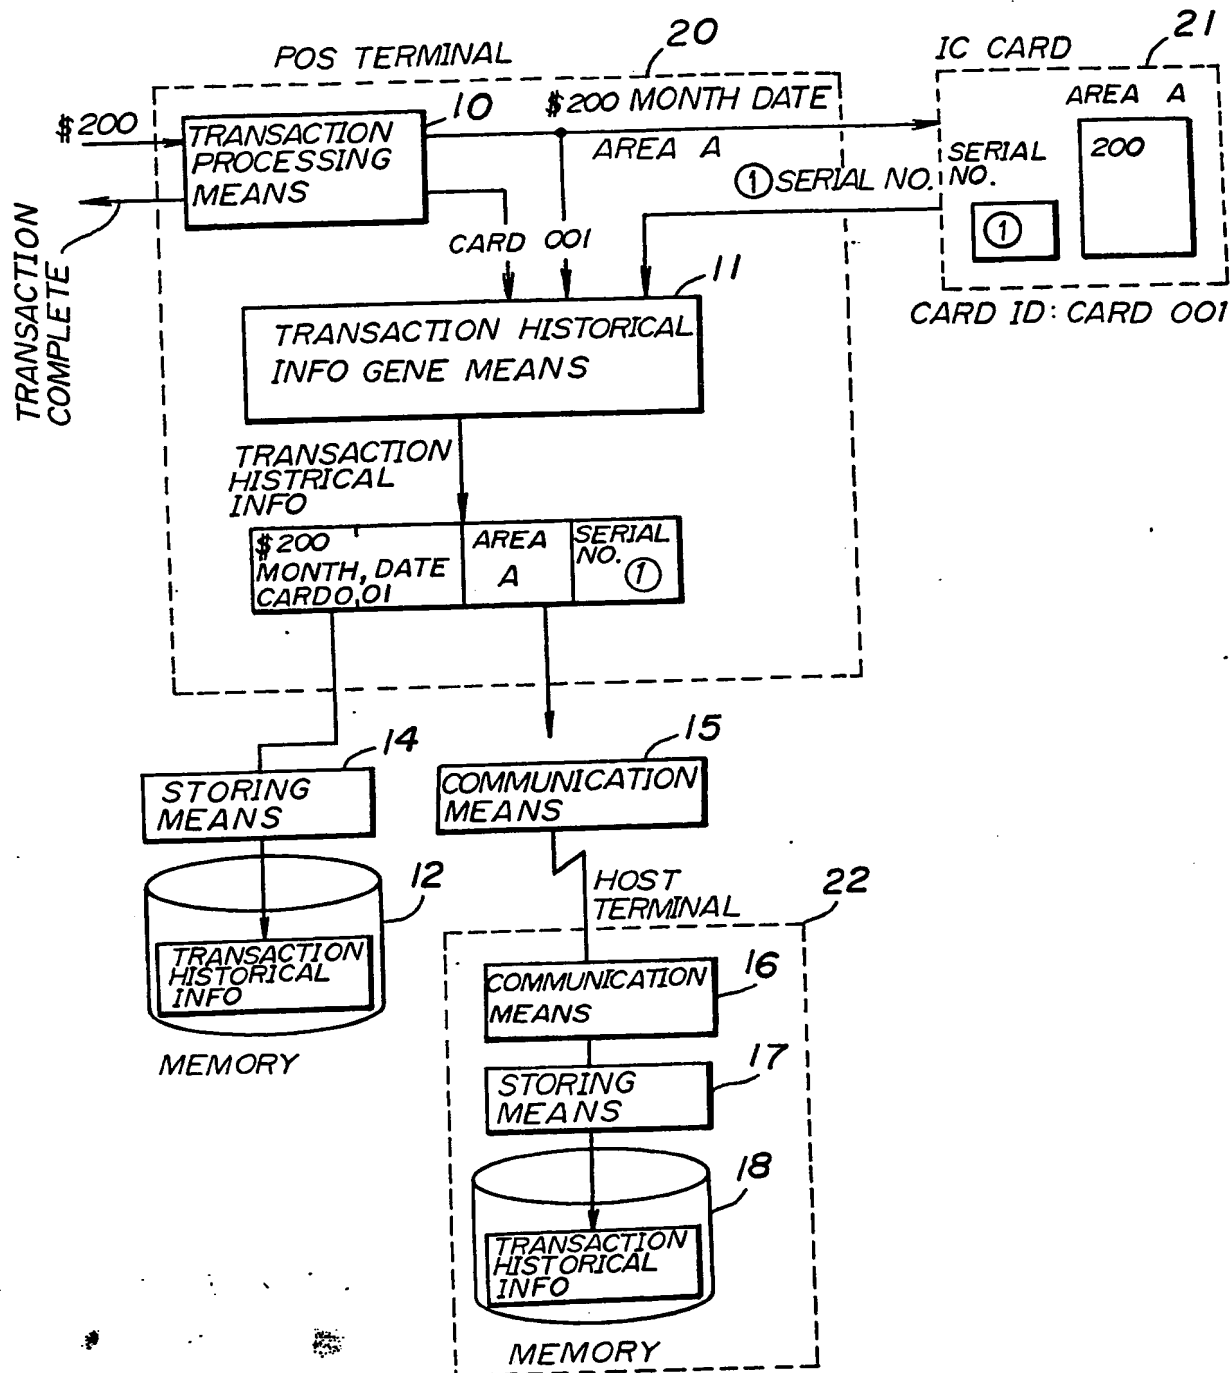 POS TERMINAL
20
IC CARD
21
$200
TRANSACTION
PROCESSING
MEANS
10
$200 MONTH DATE
AREA A
① SERIAL NO.
AREA A
SERIAL
NO.
①
200
CARD ID: CARD 001
TRANSACTION
COMPLETE
CARD 001
11
TRANSACTION HISTORICAL
INFO GENE MEANS
TRANSACTION
HISTRICAL
INFO
$200
MONTH, DATE
CARD0,01
AREA
A
SERIAL
NO.
①
14
STORING
MEANS
15
COMMUNICATION
MEANS
12
TRANSACTION
HISTORICAL
INFO
MEMORY
HOST
TERMINAL
22
COMMUNICATION
MEANS
16
STORING
MEANS
17
18
TRANSACTION
HISTORICAL
INFO
MEMORY